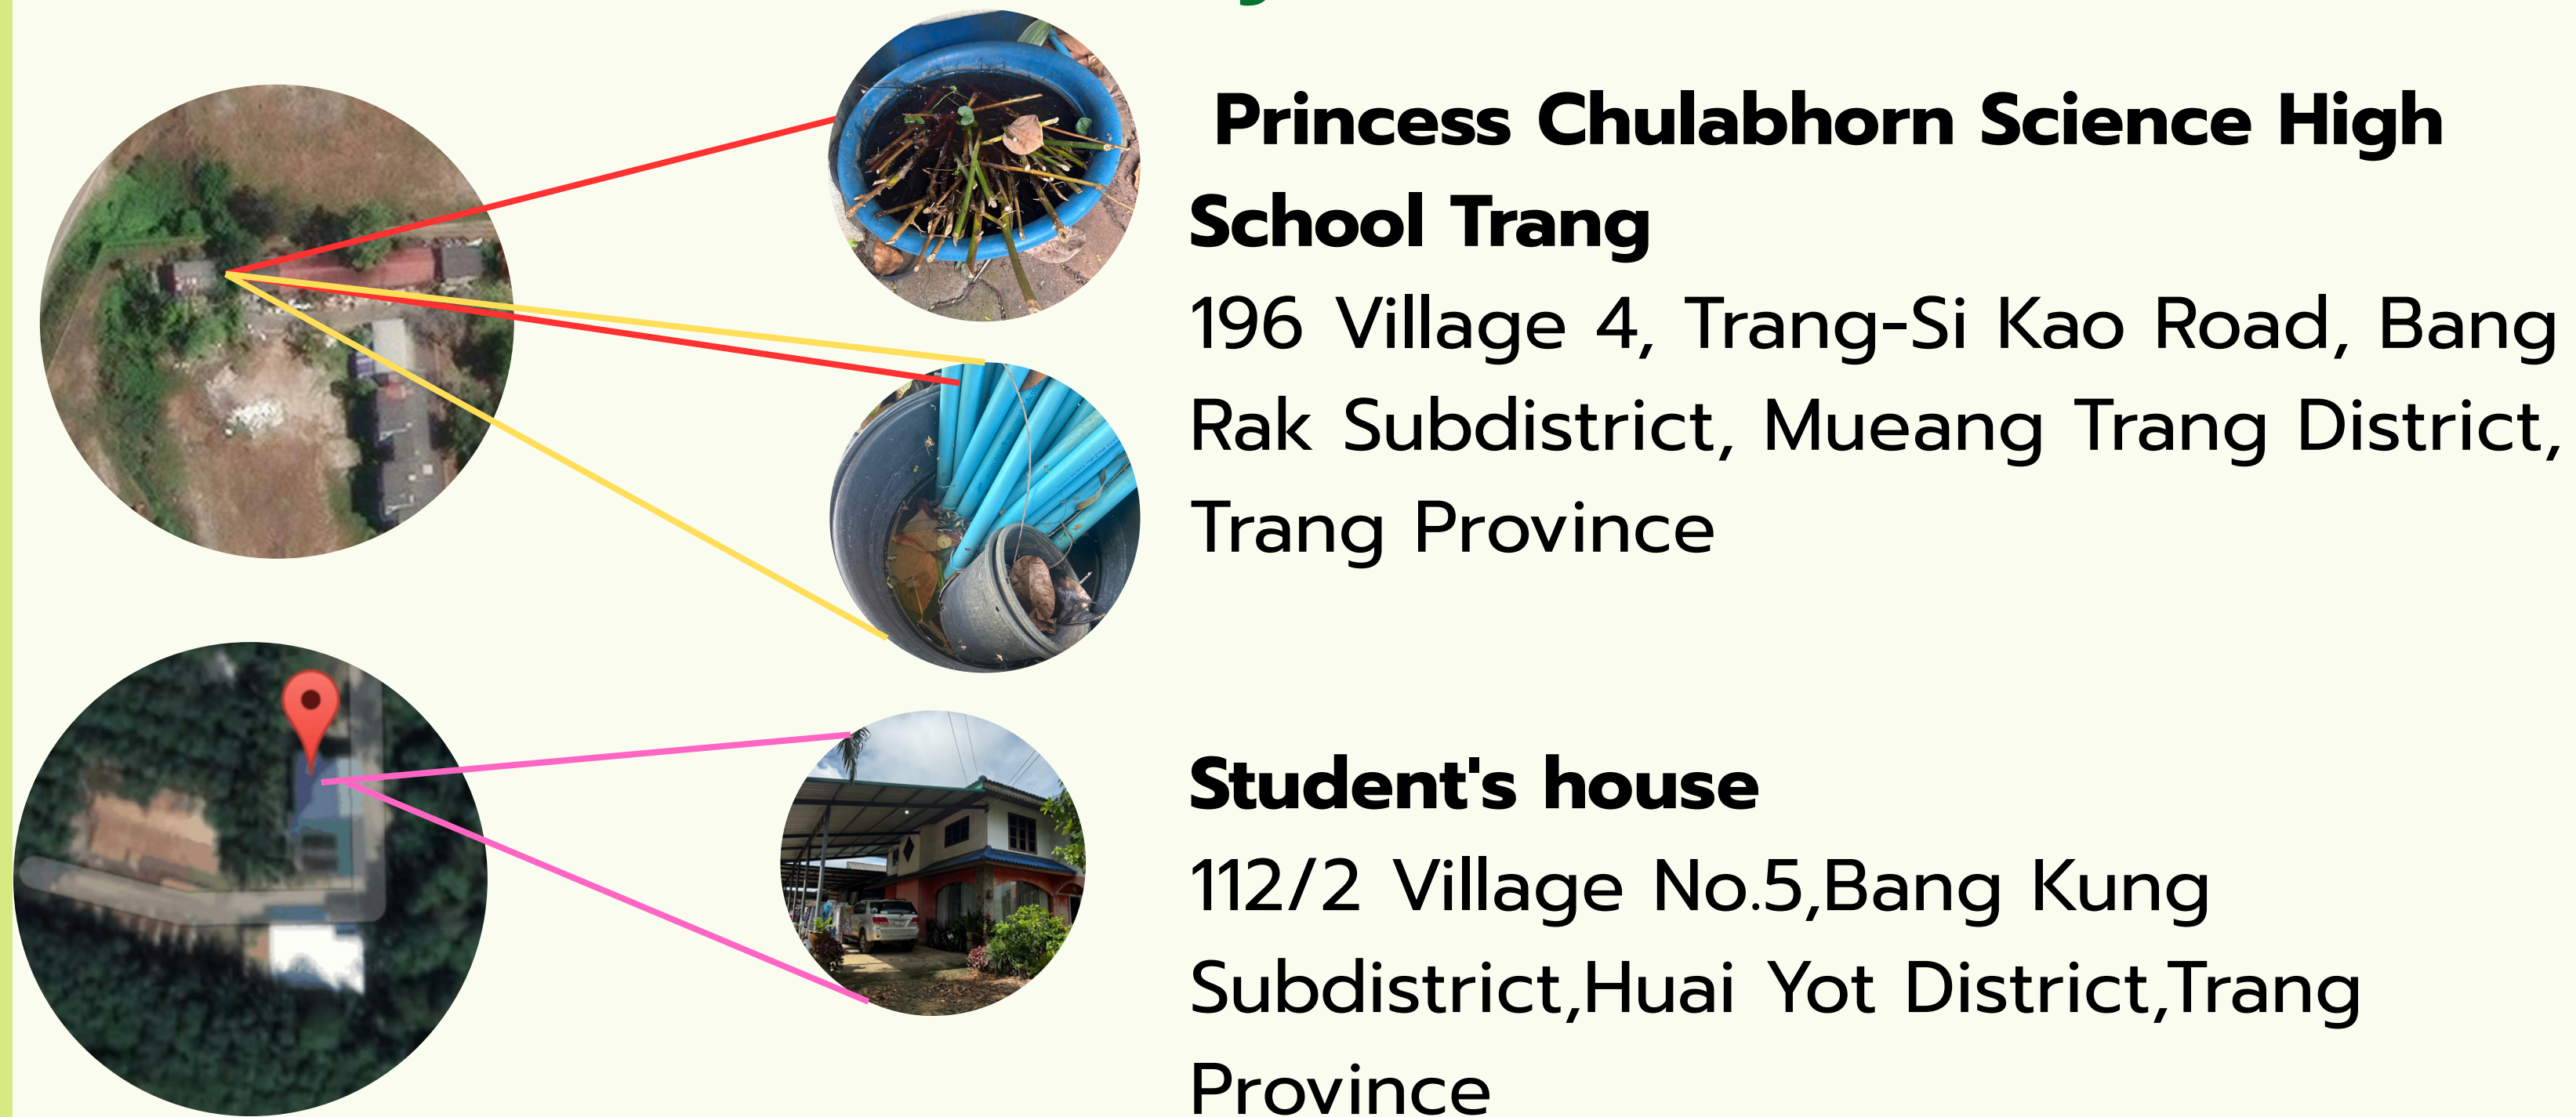 Princess Chulabhorn Science High
School Trang
196 Village 4, Trang-Si Kao Road, Bang
Rak Subdistrict, Mueang Trang District,
Trang Province
Student's house
112/2 Village No.5,Bang Kung
Subdistrict,Huai Yot District,Trang
Province